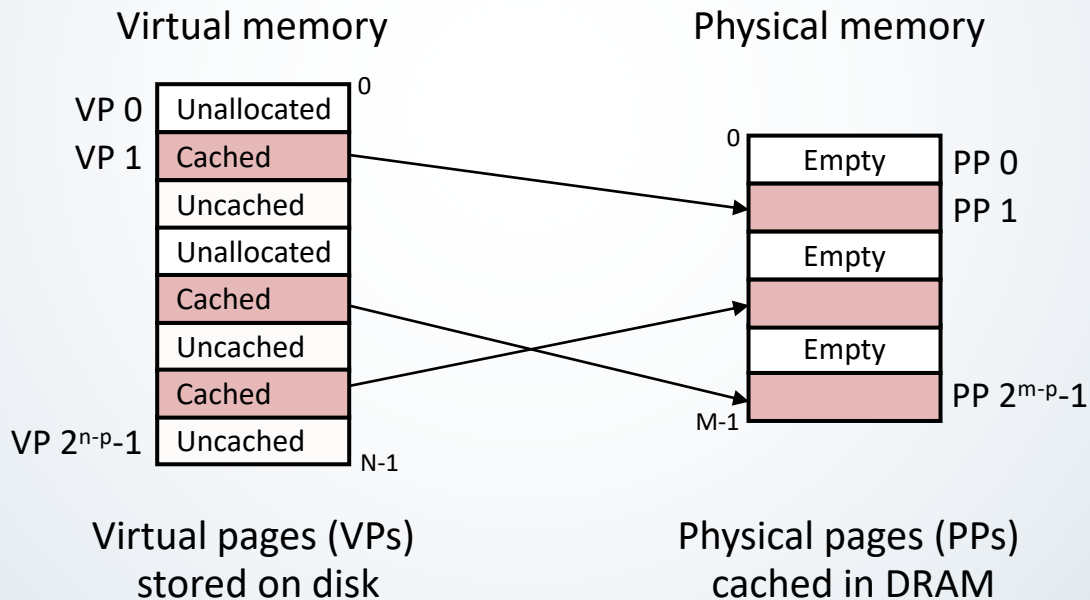 Virtual memory
Physical memory
0
VP 0
Unallocated
VP 1
Cached
Uncached
Unallocated
Cached
Uncached
Cached
VP 2ⁿ⁻ᵖ-1
Uncached
N-1
0
Empty
PP 0
PP 1
Empty
Empty
PP 2ᵐ⁻ᵖ-1
M-1
Virtual pages (VPs)
stored on disk
Physical pages (PPs)
cached in DRAM